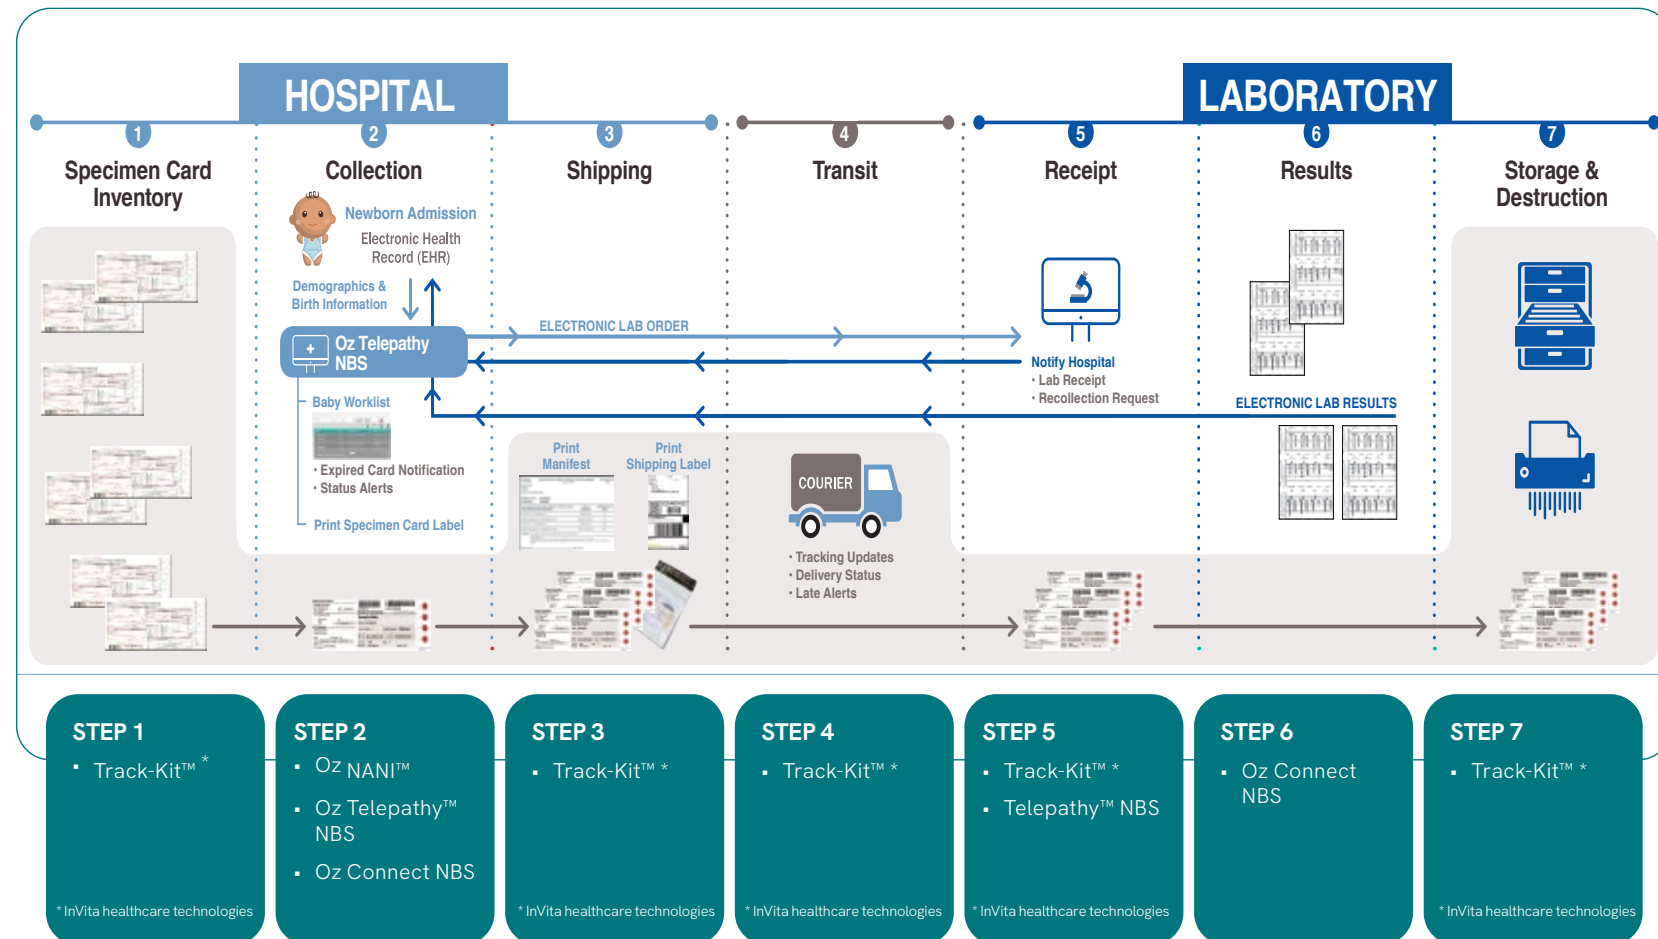 HOSPITAL
LABORATORY
1
2
3
4
5
6
7
Specimen Card
Inventory
Collection
Shipping
Transit
Receipt
Results
Storage &
Destruction
Newborn Admission
Electronic Health
Record (EHR)
Demographics &
Birth Information
Oz Telepathy
NBS
ELECTRONIC LAB ORDER
Baby Worklist
• Expired Card Notification
• Status Alerts
Print Specimen Card Label
Print
Manifest
Print
Shipping Label
COURIER
• Tracking Updates
• Delivery Status
• Late Alerts
Notify Hospital
• Lab Receipt
• Recollection Request
ELECTRONIC LAB RESULTS
STEP 1
▪ Track-Kit™ *
* InVita healthcare technologies
STEP 2
▪ Oz NANI™
▪ Oz Telepathy™
NBS
▪ Oz Connect NBS
STEP 3
▪ Track-Kit™ *
* InVita healthcare technologies
STEP 4
▪ Track-Kit™ *
* InVita healthcare technologies
STEP 5
▪ Track-Kit™ *
▪ Telepathy™ NBS
* InVita healthcare technologies
STEP 6
▪ Oz Connect
NBS
STEP 7
▪ Track-Kit™ *
* InVita healthcare technologies